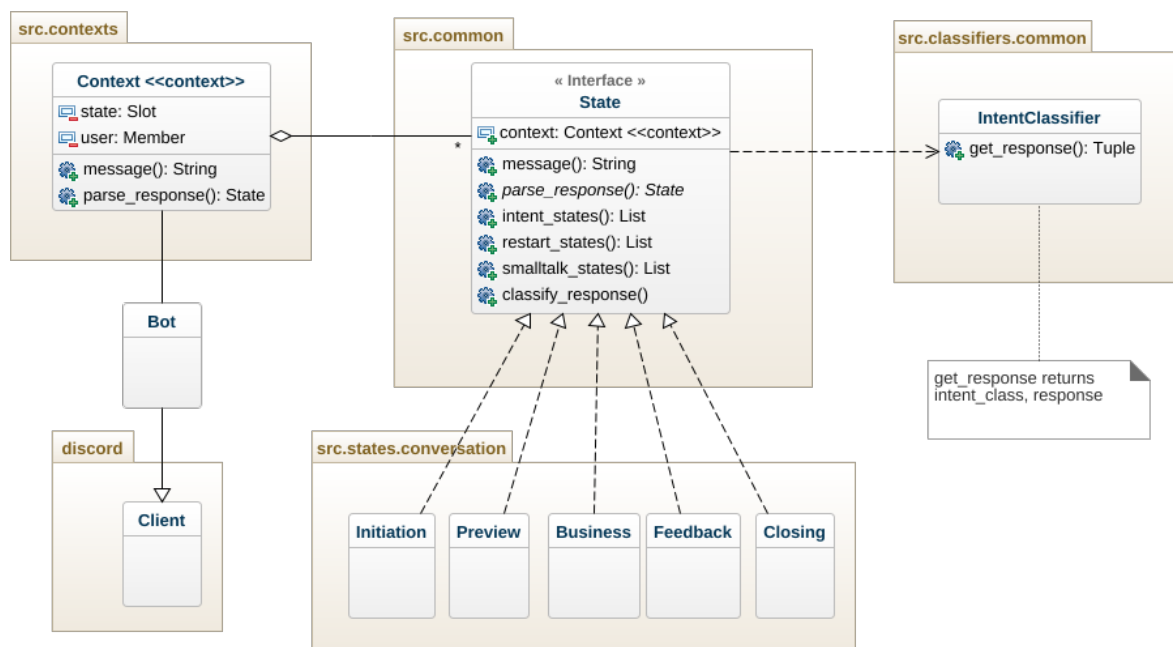 src.contexts
Context <<context>>
state: Slot
user: Member
message(): String
parse_response(): State
*
src.common
« Interface »
State
context: Context <<context>>
message(): String
parse_response(): State
intent_states(): List
restart_states(): List
smalltalk_states(): List
classify_response()
src.classifiers.common
IntentClassifier
get_response(): Tuple
get_response returns
intent_class, response
Bot
discord
Client
src.states.conversation
Initiation
Preview
Business
Feedback
Closing